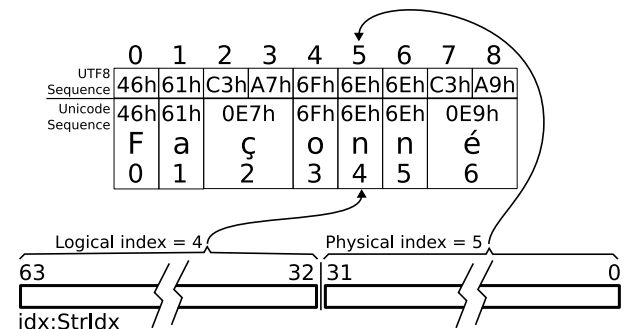 0 1 2 3 4 5 6 7 8
UTF8 Sequence 46h 61h C3h A7h 6Fh 6Eh 6Eh C3h A9h
Unicode Sequence 46h 61h 0E7h 6Fh 6Eh 6Eh 0E9h
F a ç o n n é
0 1 2 3 4 5 6
Logical index = 4 Physical index = 5
63 32 31 0
idx:StrIdx